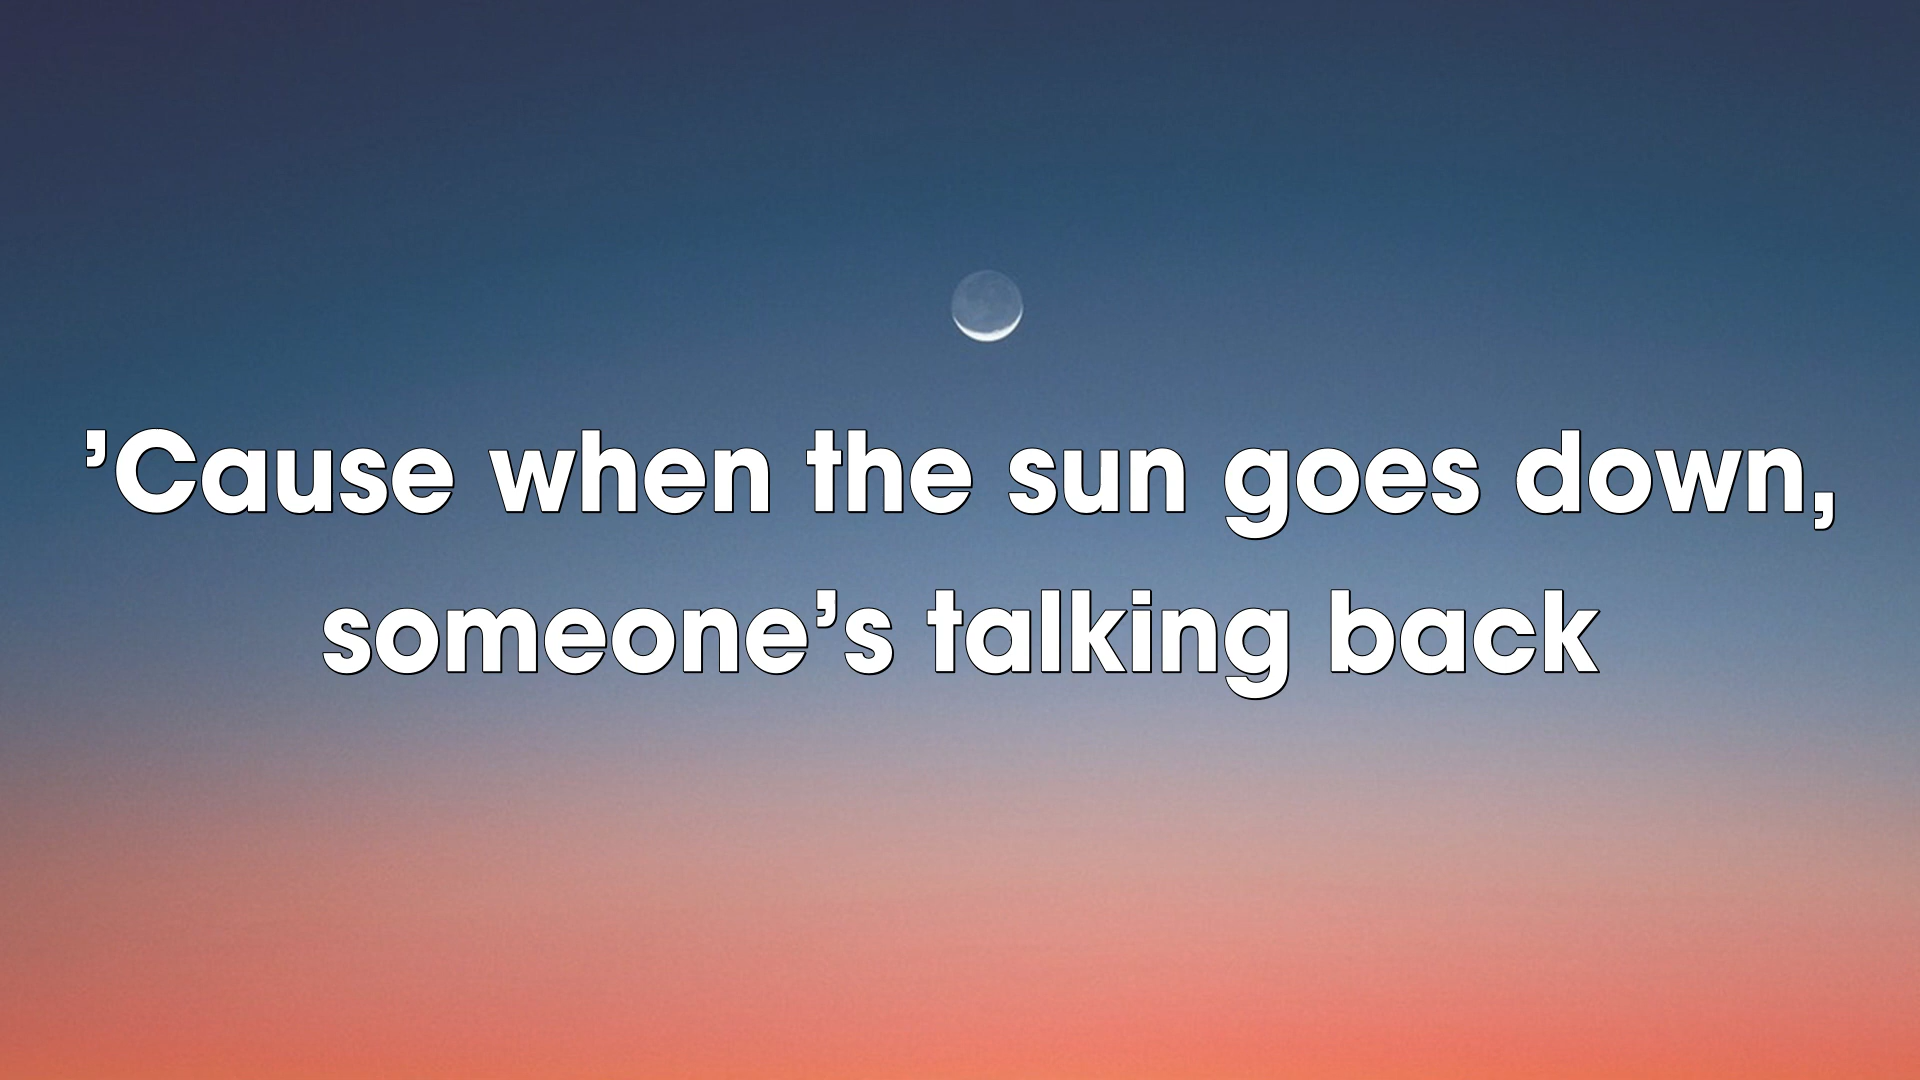 ’Cause when the sun goes down,
someone’s talking back